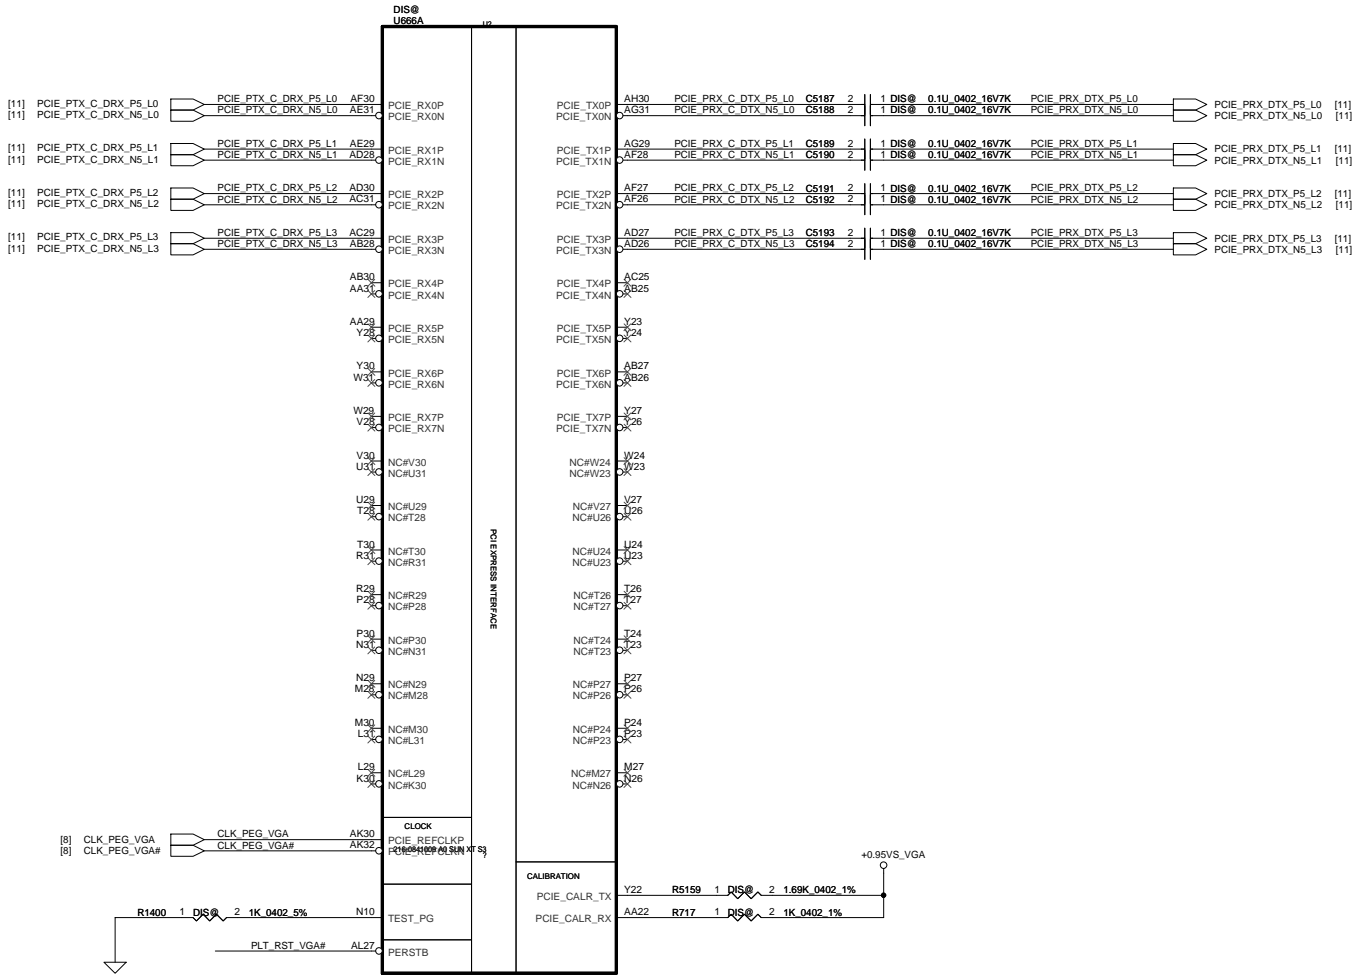 DIS@
U666A
U?
[11] PCIE_PTX_C_DRX_P5_L0 PCIE_PTX_C_DRX_P5_L0 AF30 PCIE_RX0P PCIE_TX0P AH30 PCIE_PRX_C_DTX_P5_L0 C5187 2 1 DIS@ 0.1U_0402_16V7K PCIE_PRX_DTX_P5_L0 PCIE_PRX_DTX_P5_L0 [11]
[11] PCIE_PTX_C_DRX_N5_L0 PCIE_PTX_C_DRX_N5_L0 AE31 PCIE_RX0N PCIE_TX0N AG31 PCIE_PRX_C_DTX_N5_L0 C5188 2 1 DIS@ 0.1U_0402_16V7K PCIE_PRX_DTX_N5_L0 PCIE_PRX_DTX_N5_L0 [11]
[11] PCIE_PTX_C_DRX_P5_L1 PCIE_PTX_C_DRX_P5_L1 AE29 PCIE_RX1P PCIE_TX1P AG29 PCIE_PRX_C_DTX_P5_L1 C5189 2 1 DIS@ 0.1U_0402_16V7K PCIE_PRX_DTX_P5_L1 PCIE_PRX_DTX_P5_L1 [11]
[11] PCIE_PTX_C_DRX_N5_L1 PCIE_PTX_C_DRX_N5_L1 AD28 PCIE_RX1N PCIE_TX1N AF28 PCIE_PRX_C_DTX_N5_L1 C5190 2 1 DIS@ 0.1U_0402_16V7K PCIE_PRX_DTX_N5_L1 PCIE_PRX_DTX_N5_L1 [11]
[11] PCIE_PTX_C_DRX_P5_L2 PCIE_PTX_C_DRX_P5_L2 AD30 PCIE_RX2P PCIE_TX2P AF27 PCIE_PRX_C_DTX_P5_L2 C5191 2 1 DIS@ 0.1U_0402_16V7K PCIE_PRX_DTX_P5_L2 PCIE_PRX_DTX_P5_L2 [11]
[11] PCIE_PTX_C_DRX_N5_L2 PCIE_PTX_C_DRX_N5_L2 AC31 PCIE_RX2N PCIE_TX2N AF26 PCIE_PRX_C_DTX_N5_L2 C5192 2 1 DIS@ 0.1U_0402_16V7K PCIE_PRX_DTX_N5_L2 PCIE_PRX_DTX_N5_L2 [11]
[11] PCIE_PTX_C_DRX_P5_L3 PCIE_PTX_C_DRX_P5_L3 AC29 PCIE_RX3P PCIE_TX3P AD27 PCIE_PRX_C_DTX_P5_L3 C5193 2 1 DIS@ 0.1U_0402_16V7K PCIE_PRX_DTX_P5_L3 PCIE_PRX_DTX_P5_L3 [11]
[11] PCIE_PTX_C_DRX_N5_L3 PCIE_PTX_C_DRX_N5_L3 AB28 PCIE_RX3N PCIE_TX3N AD26 PCIE_PRX_C_DTX_N5_L3 C5194 2 1 DIS@ 0.1U_0402_16V7K PCIE_PRX_DTX_N5_L3 PCIE_PRX_DTX_N5_L3 [11]
AB30 PCIE_RX4P PCIE_TX4P AC25
AA31 PCIE_RX4N PCIE_TX4N AB25
AA29 PCIE_RX5P PCIE_TX5P Y23
Y28 PCIE_RX5N PCIE_TX5N Y24
Y30 PCIE_RX6P PCIE_TX6P AB27
W31 PCIE_RX6N PCIE_TX6N AB26
W29 PCIE_RX7P PCIE_TX7P Y27
V28 PCIE_RX7N PCIE_TX7N Y26
V30 NC#V30 NC#W24 W24
U31 NC#U31 NC#W23 W23
U29 NC#U29 NC#V27 V27
T28 NC#T28 NC#U26 U26
T30 NC#T30 NC#U24 U24
R31 NC#R31 NC#U23 U23
R29 NC#R29 NC#T26 T26
P28 NC#P28 NC#T27 T27
P30 NC#P30 NC#T24 T24
N31 NC#N31 NC#T23 T23
N29 NC#N29 NC#P27 P27
M28 NC#M28 NC#P26 P26
M30 NC#M30 NC#P24 P24
L31 NC#L31 NC#P23 P23
L29 NC#L29 NC#M27 M27
K30 NC#K30 NC#N26 N26
PCI EXPRESS INTERFACE
CLOCK
[8] CLK_PEG_VGA CLK_PEG_VGA AK30 PCIE_REFCLKP
[8] CLK_PEG_VGA# CLK_PEG_VGA# AK32 PCIE_REFCLKN
216-0841009 A0 SUN XT S3
?
+0.95VS_VGA
CALIBRATION
PCIE_CALR_TX Y22 R5159 1 DIS@ 2 1.69K_0402_1%
R1400 1 DIS@ 2 1K_0402_5% N10 TEST_PG PCIE_CALR_RX AA22 R717 1 DIS@ 2 1K_0402_1%
PLT_RST_VGA# AL27 PERSTB